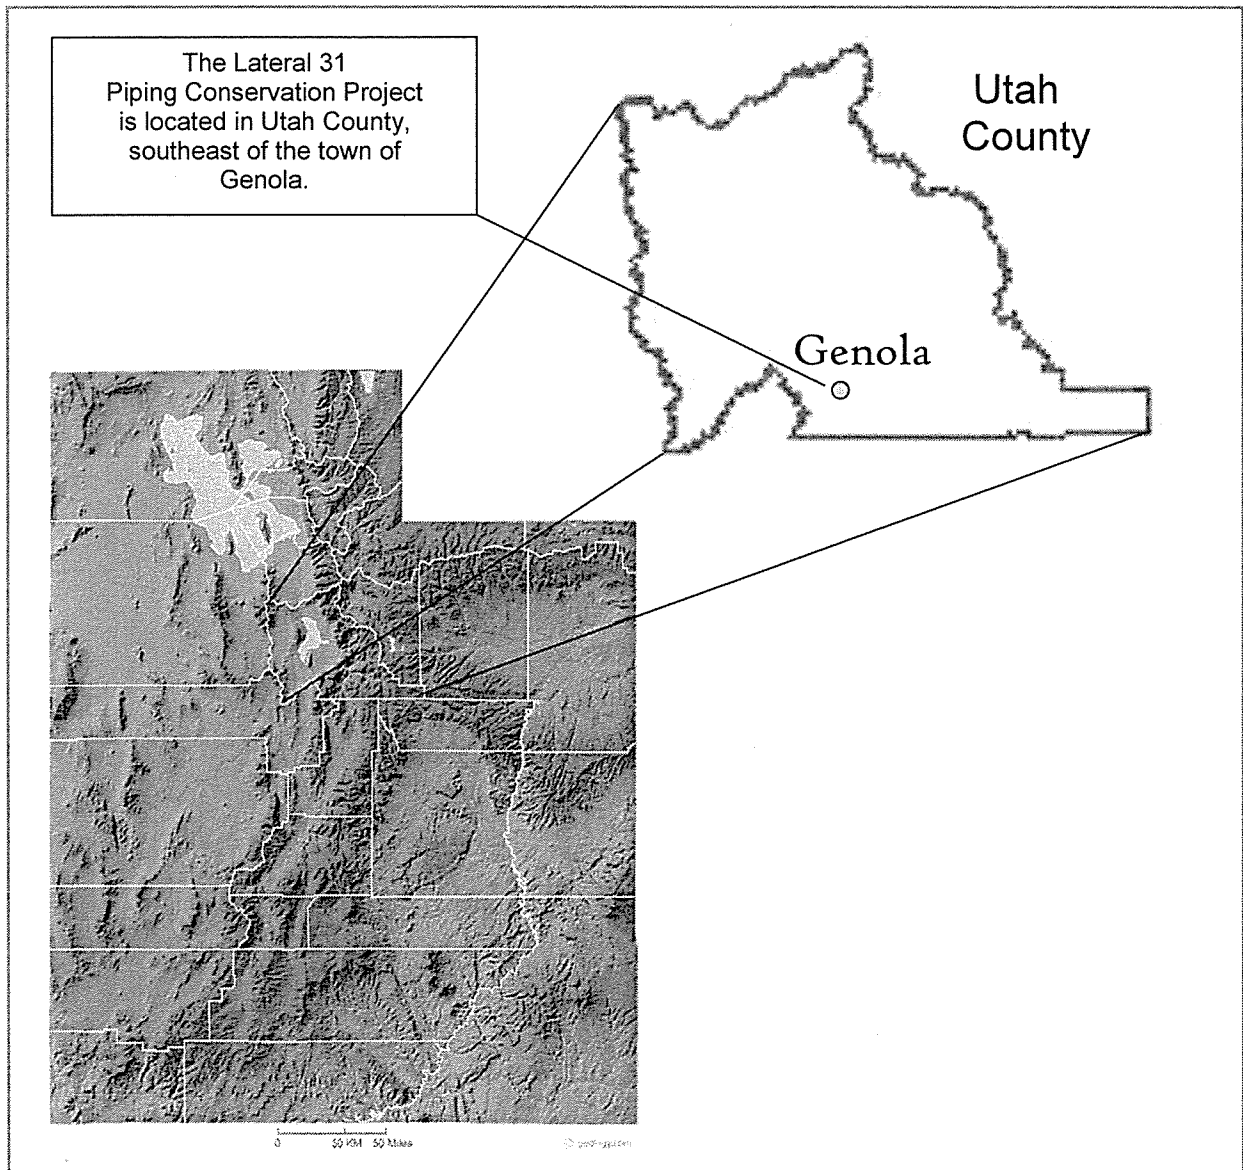 The Lateral 31
Piping Conservation Project
is located in Utah County,
southeast of the town of
Genola.
Utah
County
Genola
0 50 KM 50 Miles